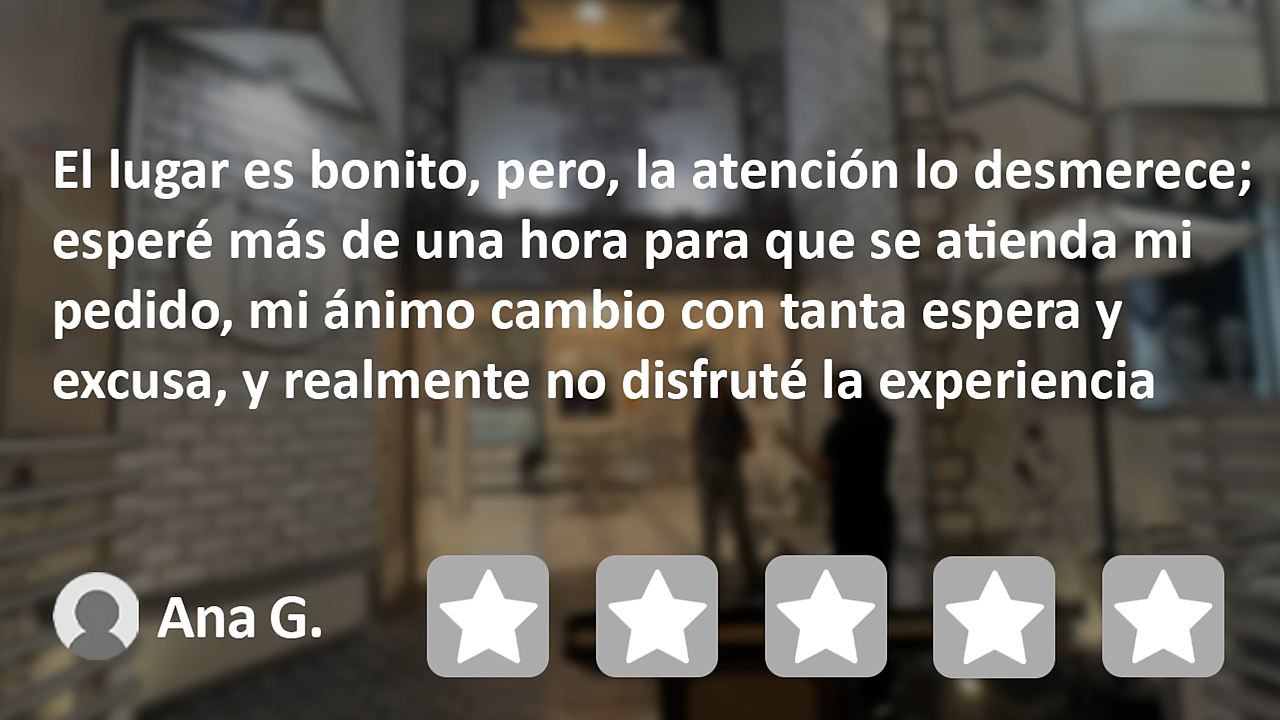 El lugar es bonito, pero, la atención lo desmerece;
esperé más de una hora para que se atienda mi
pedido, mi ánimo cambio con tanta espera y
excusa, y realmente no disfruté la experiencia
Ana G.